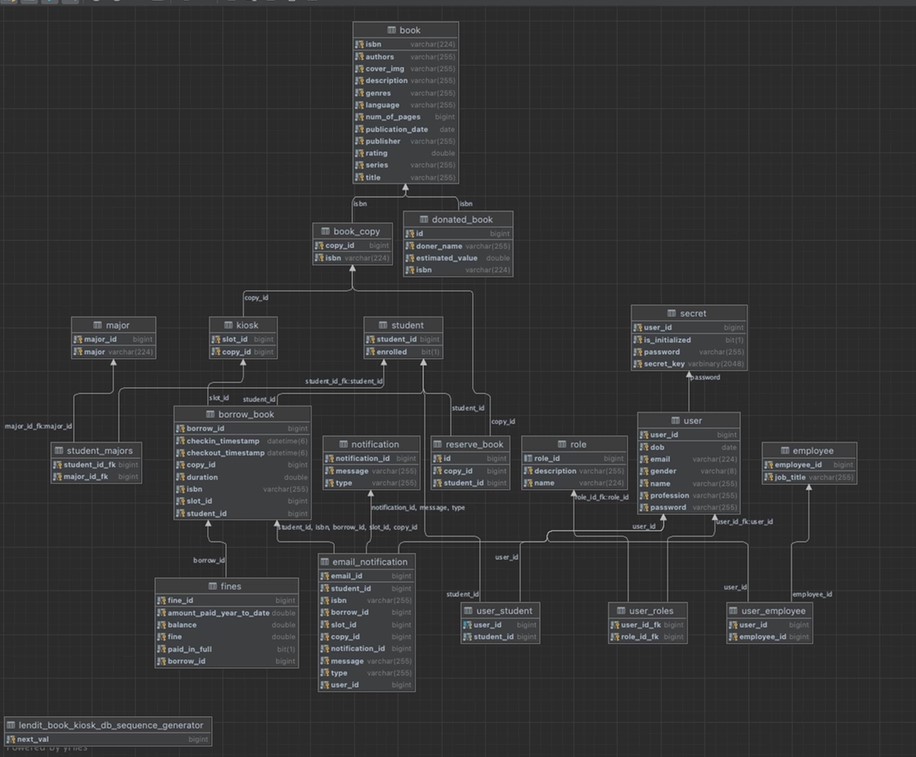 book
isbn varchar(224)
authors varchar(255)
cover_img varchar(255)
description varchar(255)
genres varchar(255)
language varchar(255)
num_of_pages bigint
publication_date date
publisher varchar(255)
rating double
series varchar(255)
title varchar(255)
isbn
isbn
book_copy
copy_id bigint
isbn varchar(224)
donated_book
id bigint
doner_name varchar(255)
estimated_value double
isbn varchar(224)
copy_id
major
major_id bigint
major varchar(224)
kiosk
slot_id bigint
copy_id bigint
student
student_id bigint
enrolled bit(1)
secret
user_id bigint
is_initialized bit(1)
password varchar(255)
secret_key varbinary(2048)
password
student_id_fk:student_id
slot_id
student_id
student_id
copy_id
major_id_fk:major_id
student_majors
student_id_fk bigint
major_id_fk bigint
borrow_book
borrow_id bigint
checkin_timestamp datetime(6)
checkout_timestamp datetime(6)
copy_id bigint
duration double
isbn varchar(255)
slot_id bigint
student_id bigint
notification
notification_id bigint
message varchar(255)
type varchar(255)
reserve_book
id bigint
copy_id bigint
student_id bigint
role
role_id bigint
description varchar(255)
name varchar(224)
user
user_id bigint
dob date
email varchar(224)
gender varchar(8)
name varchar(255)
profession varchar(255)
password varchar(255)
employee
employee_id bigint
job_title varchar(255)
role_id_fk:role_id
notification_id, message, type
student_id, isbn, borrow_id, slot_id, copy_id
user_id
user_id_fk:user_id
borrow_id
user_id
student_id
user_id
employee_id
fines
fine_id bigint
amount_paid_year_to_date double
balance double
fine double
paid_in_full bit(1)
borrow_id bigint
email_notification
email_id bigint
student_id bigint
isbn varchar(255)
borrow_id bigint
slot_id bigint
copy_id bigint
notification_id bigint
message varchar(255)
type varchar(255)
user_id bigint
user_student
user_id bigint
student_id bigint
user_roles
user_id_fk bigint
role_id_fk bigint
user_employee
user_id bigint
employee_id bigint
lendit_book_kiosk_db_sequence_generator
next_val bigint
Powered by yFiles